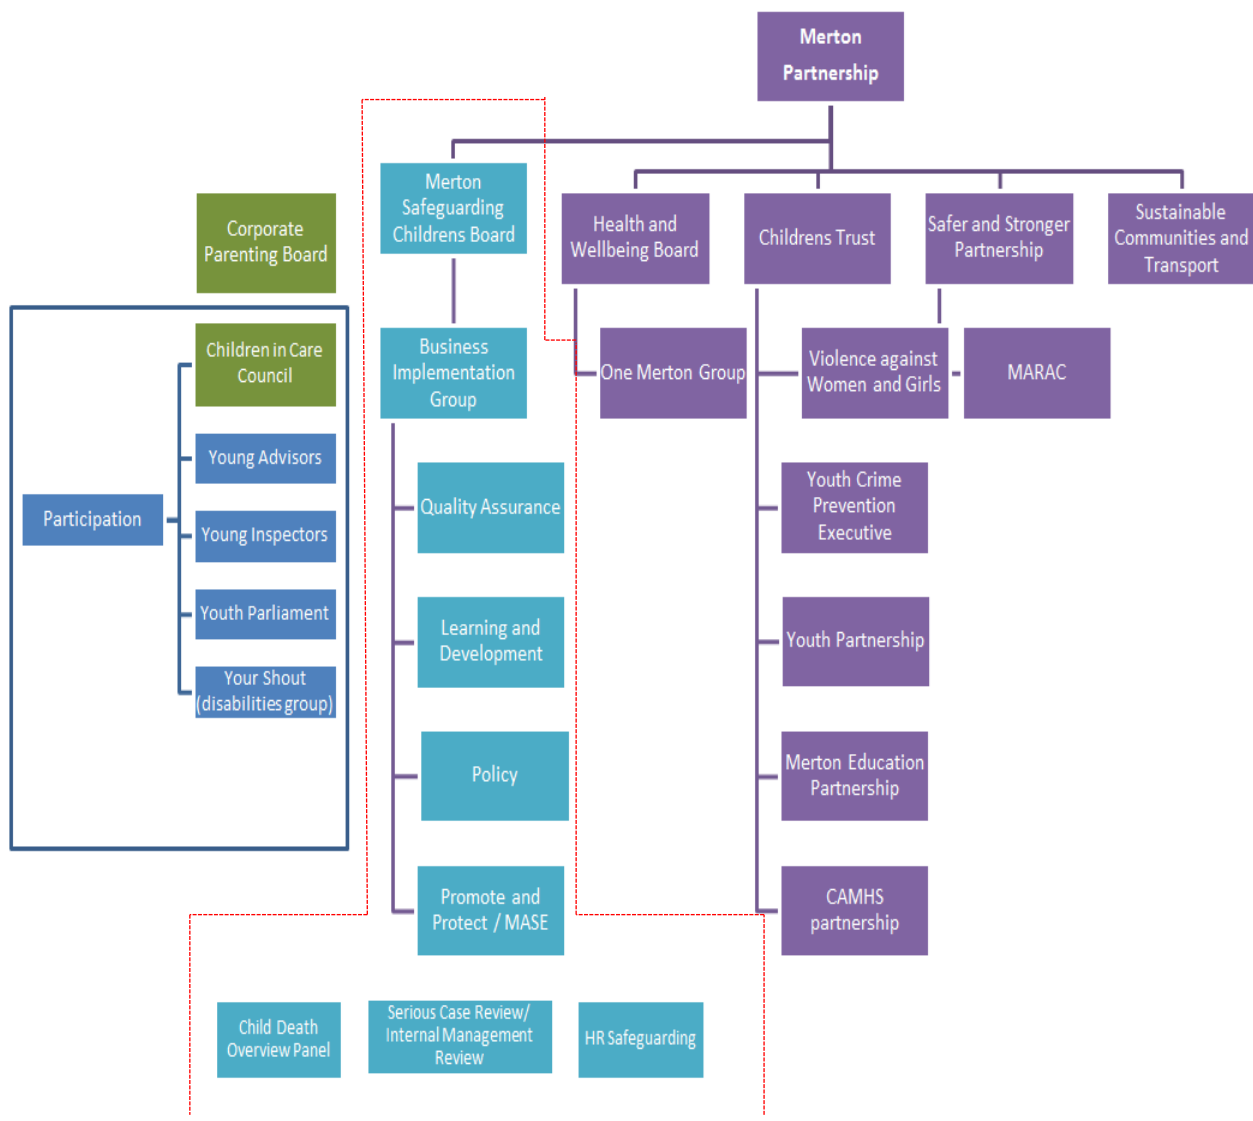 Merton
Partnership
Merton
Safeguarding
Childrens Board
Health and
Wellbeing Board
Childrens Trust
Safer and Stronger
Partnership
Sustainable
Communities and
Transport
Corporate
Parenting Board
Children in Care
Council
Business
Implementation
Group
One Merton Group
Violence against
Women and Girls
MARAC
Young Advisors
Participation
Young Inspectors
Youth Parliament
Your Shout
(disabilities group)
Quality Assurance
Learning and
Development
Policy
Promote and
Protect / MASE
Youth Crime
Prevention
Executive
Youth Partnership
Merton Education
Partnership
CAMHS
partnership
Child Death
Overview Panel
Serious Case Review/
Internal Management
Review
HR Safeguarding